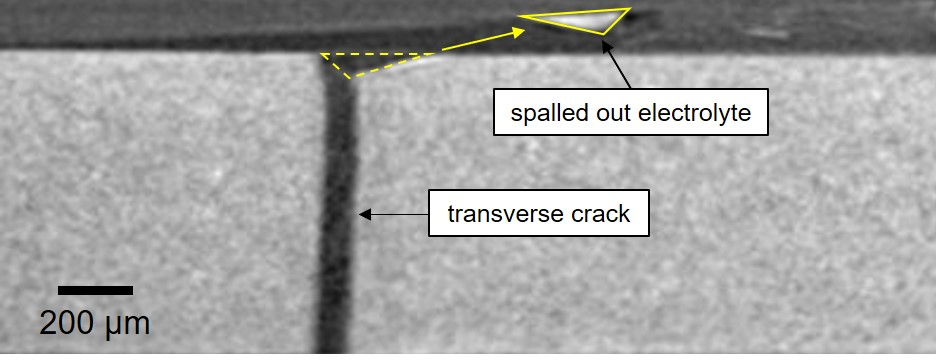 spalled out electrolyte
transverse crack
200 µm